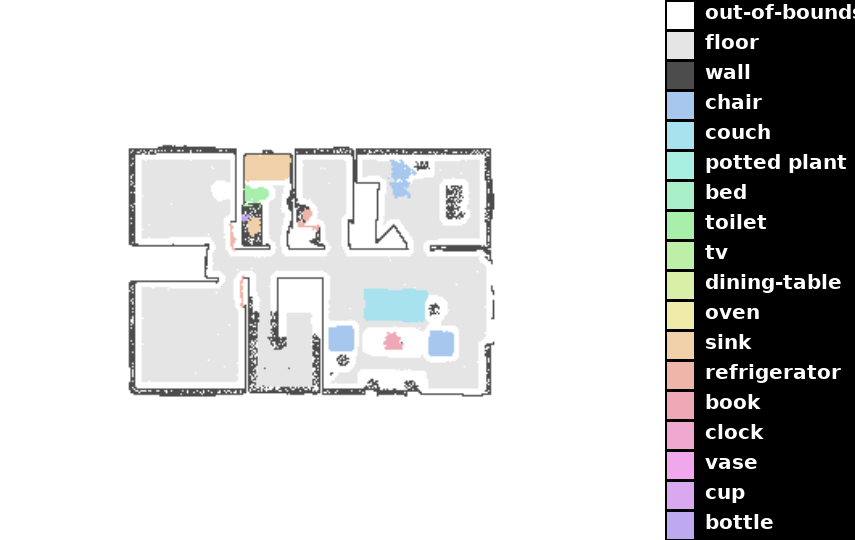 out-of-bounds
floor
wall
chair
couch
potted plant
bed
toilet
tv
dining-table
oven
sink
refrigerator
book
clock
vase
cup
bottle